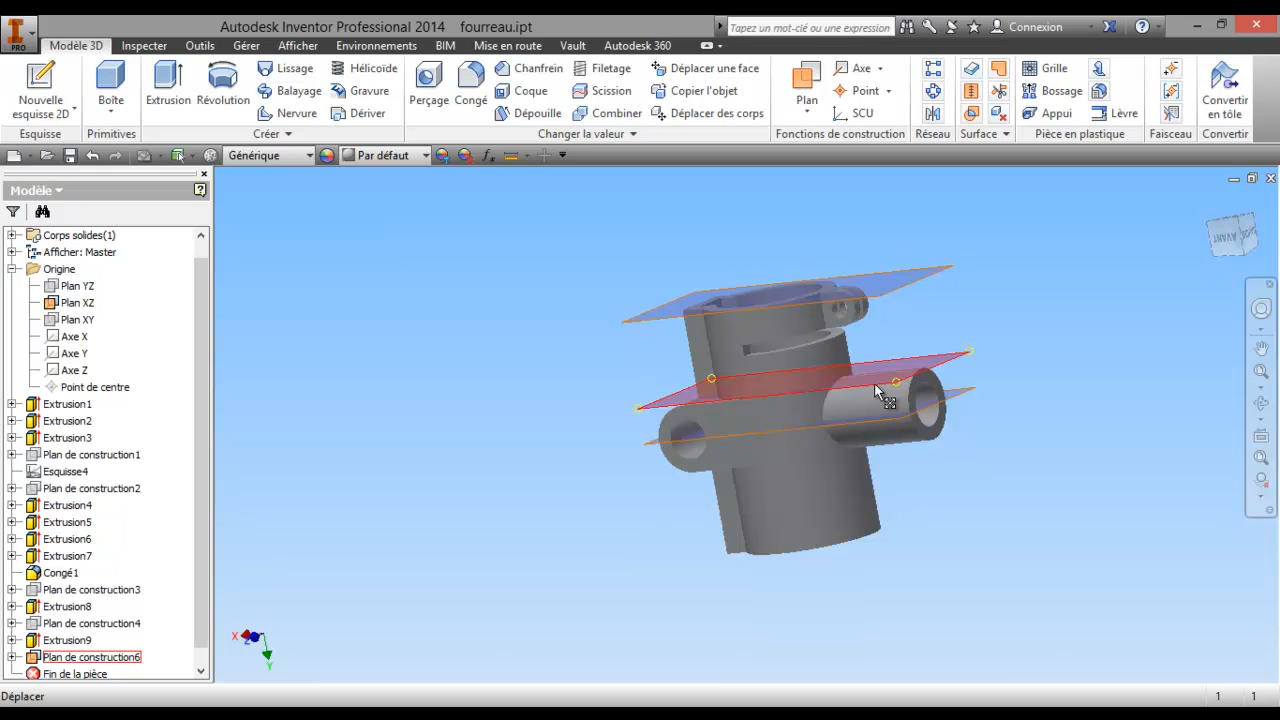 Autodesk Inventor Professional 2014 fourreau.ipt
Tapez un mot-clé ou une expression
Connexion
PRO
Modèle 3D Inspecter Outils Gérer Afficher Environnements BIM Mise en route Vault Autodesk 360
Nouvelle esquisse 2D
Boîte
Extrusion
Révolution
Lissage
Balayage
Nervure
Hélicoïde
Gravure
Dériver
Perçage
Congé
Chanfrein
Coque
Dépouille
Filetage
Scission
Combiner
Déplacer une face
Copier l'objet
Déplacer des corps
Plan
Axe
Point
SCU
Grille
Bossage
Appui
Lèvre
Convertir en tôle
Esquisse Primitives Créer Changer la valeur Fonctions de construction Réseau Surface Pièce en plastique Faisceau Convertir
Générique Par défaut
Modèle
Corps solides(1)
Afficher: Master
Origine
Plan YZ
Plan XZ
Plan XY
Axe X
Axe Y
Axe Z
Point de centre
Extrusion1
Extrusion2
Extrusion3
Plan de construction1
Esquisse4
Plan de construction2
Extrusion4
Extrusion5
Extrusion6
Extrusion7
Congé1
Plan de construction3
Extrusion8
Plan de construction4
Extrusion9
Plan de construction6
Fin de la pièce
AVANT
X
Z
Y
Déplacer 1 1